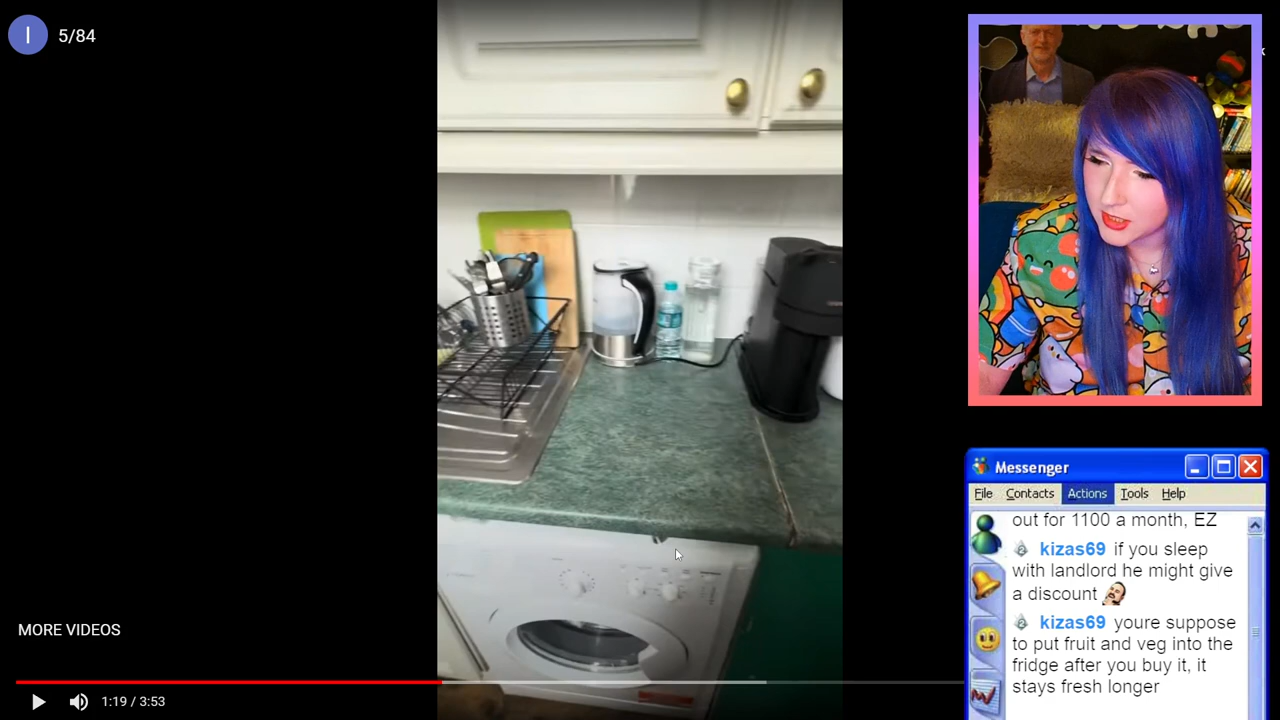 I 5/84
MORE VIDEOS
1:19 / 3:53
Messenger
File Contacts Actions Tools Help
out for 1100 a month, EZ
kizas69 if you sleep
with landlord he might give
a discount
kizas69 youre suppose
to put fruit and veg into the
fridge after you buy it, it
stays fresh longer